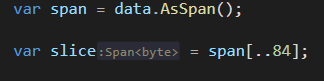 var span = data.AsSpan();
var slice:Span<byte> = span[..84];